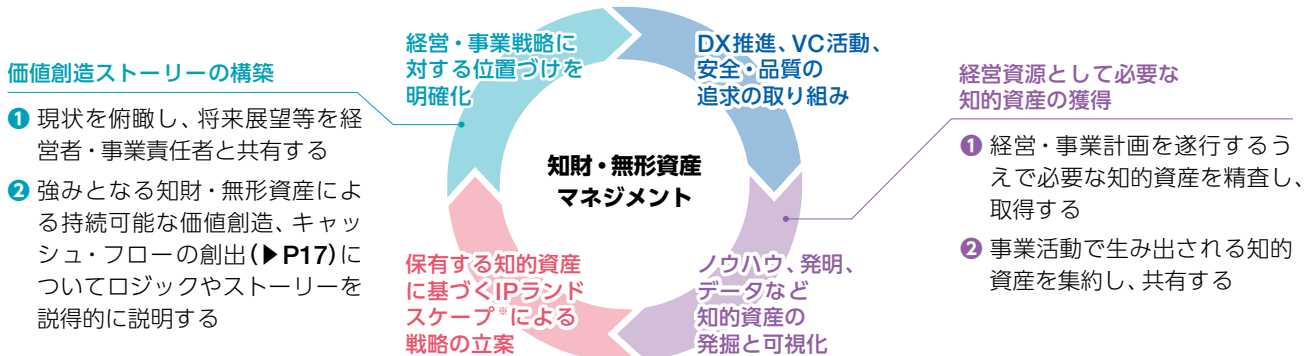 価値創造ストーリーの構築
❶ 現状を俯瞰し、将来展望等を経
営者・事業責任者と共有する
❷ 強みとなる知財・無形資産によ
る持続可能な価値創造、キャッ
シュ・フローの創出(▶P17)に
ついてロジックやストーリーを
説得的に説明する
経営・事業戦略に
対する位置づけを
明確化
DX推進、VC活動、
安全・品質の
追求の取り組み
知財・無形資産
マネジメント
保有する知的資産
に基づくIPランド
スケープ※による
戦略の立案
ノウハウ、発明、
データなど
知的資産の
発掘と可視化
経営資源として必要な
知的資産の獲得
❶ 経営・事業計画を遂行するう
えで必要な知的資産を精査し、
取得する
❷ 事業活動で生み出される知的
資産を集約し、共有する